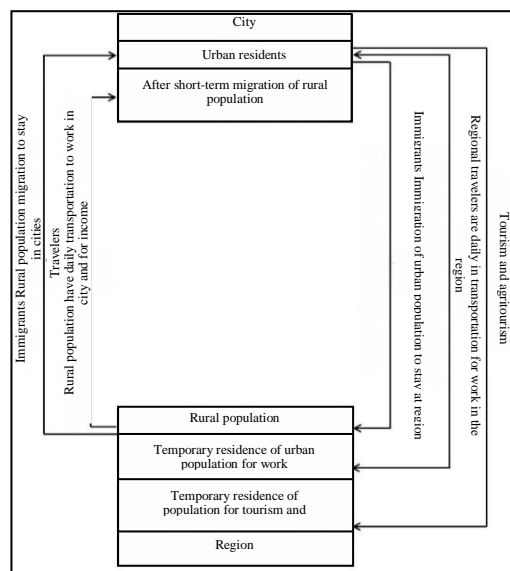 City
Urban residents
After short-term migration of rural
population
Immigrants Rural population migration to stay
in cities
Travelers
Rural population have daily transportation to work in
city and for income
Immigrants Immigration of urban population to stay at region
Regional travelers are daily in transportation for work in the
region
Tourism and agritourism
Rural population
Temporary residence of urban
population for work
Temporary residence of
population for tourism and
Region